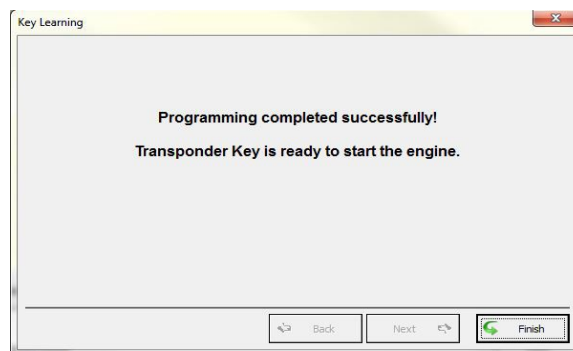 Key Learning
Programming completed successfully!
Transponder Key is ready to start the engine.
Back
Next
Finish